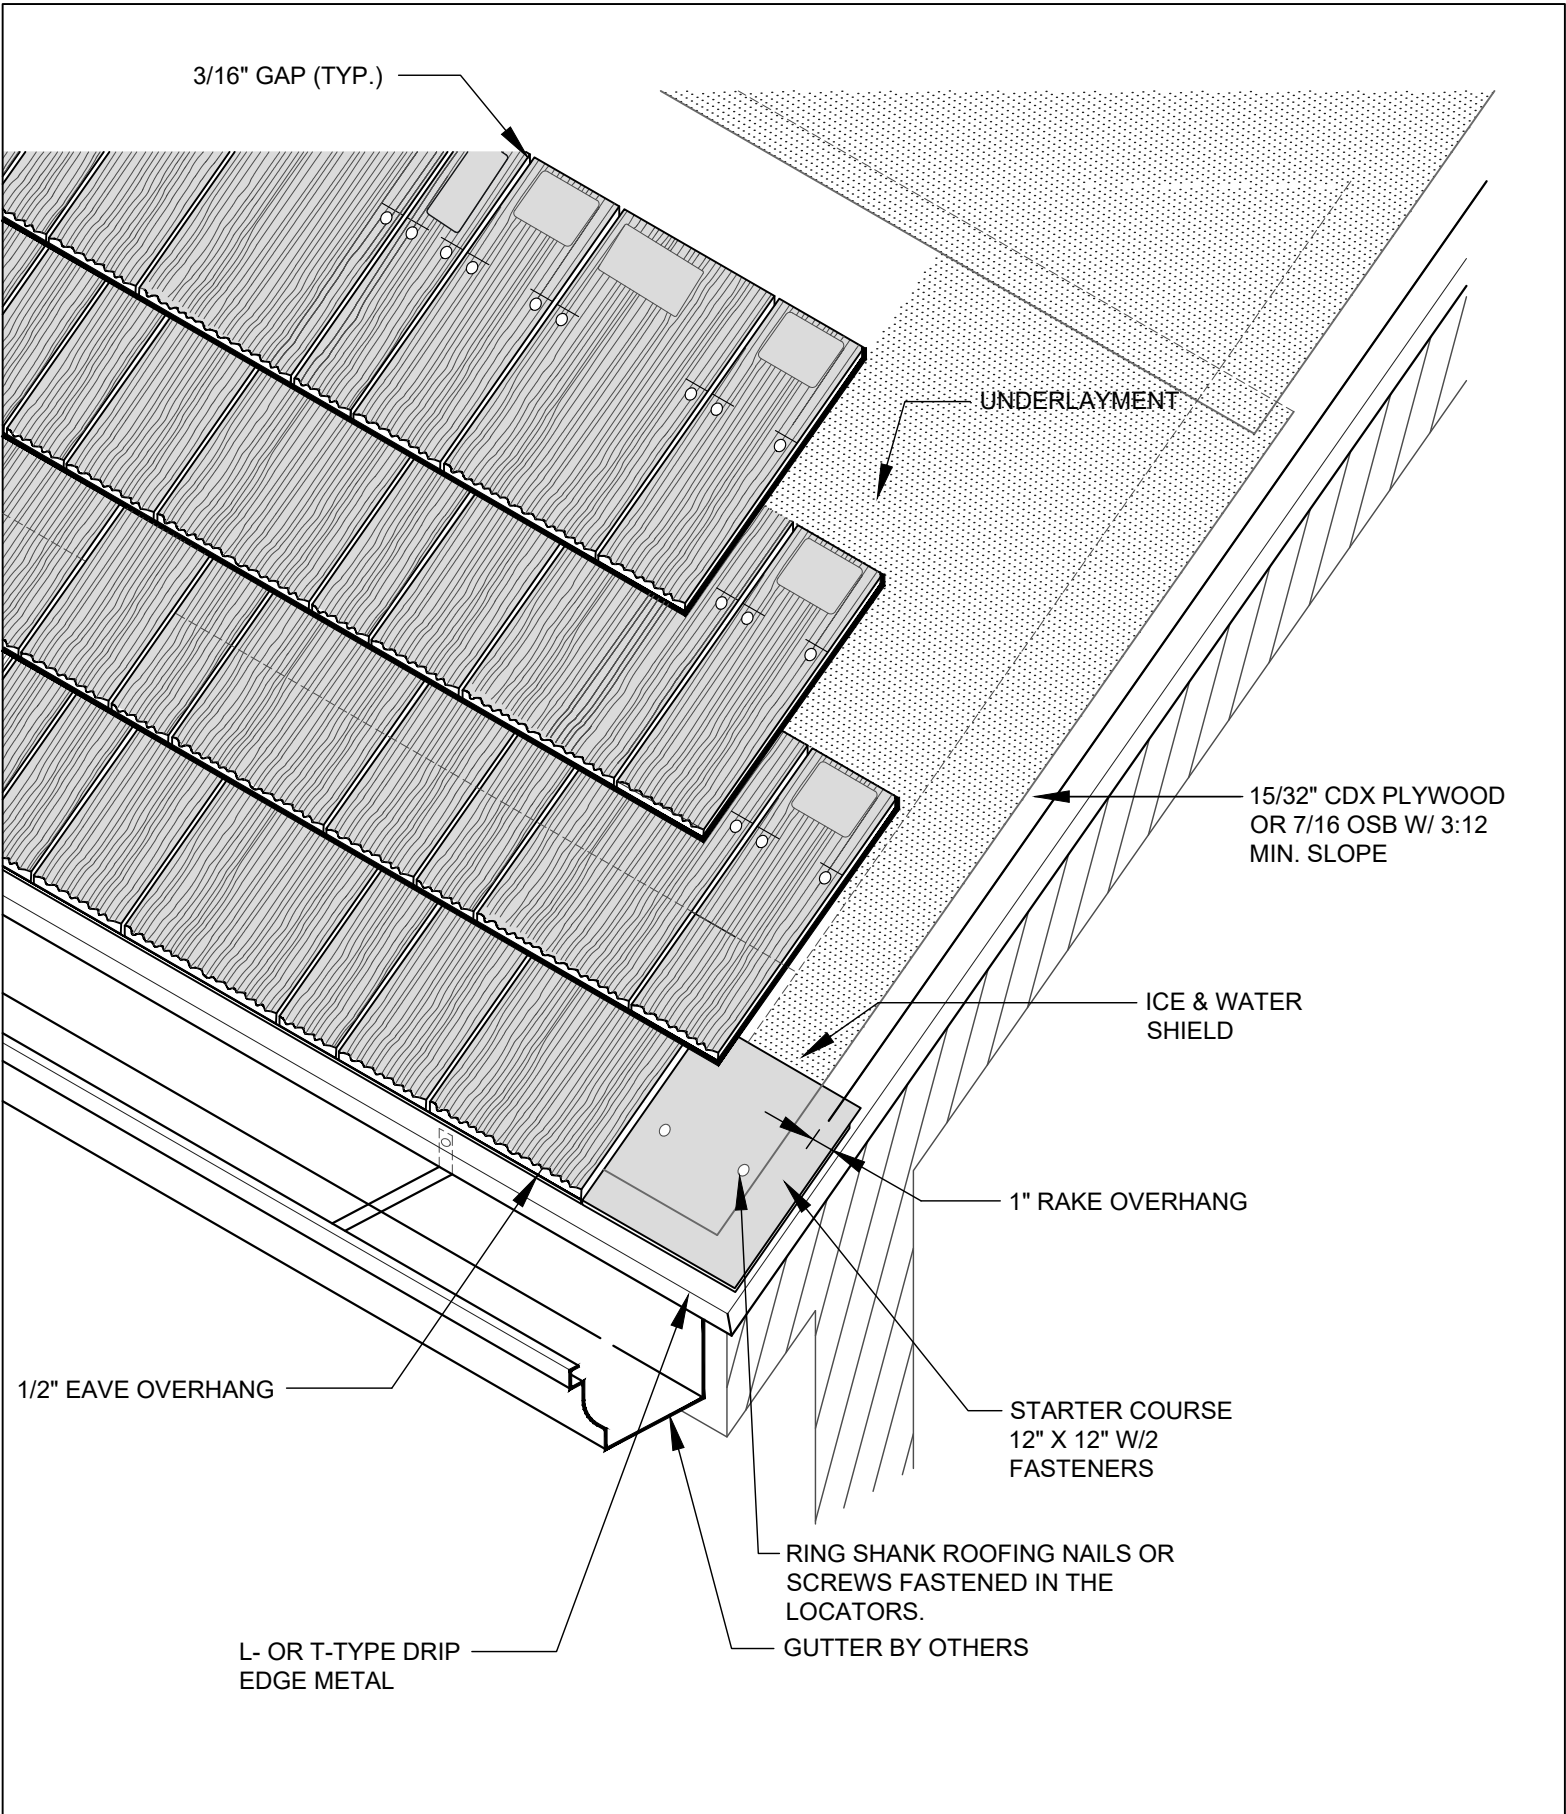 3/16" GAP (TYP.)
UNDERLAYMENT
15/32" CDX PLYWOOD
OR 7/16 OSB W/ 3:12
MIN. SLOPE
ICE & WATER
SHIELD
1" RAKE OVERHANG
1/2" EAVE OVERHANG
STARTER COURSE
12" X 12" W/2
FASTENERS
RING SHANK ROOFING NAILS OR
SCREWS FASTENED IN THE
LOCATORS.
GUTTER BY OTHERS
L- OR T-TYPE DRIP
EDGE METAL